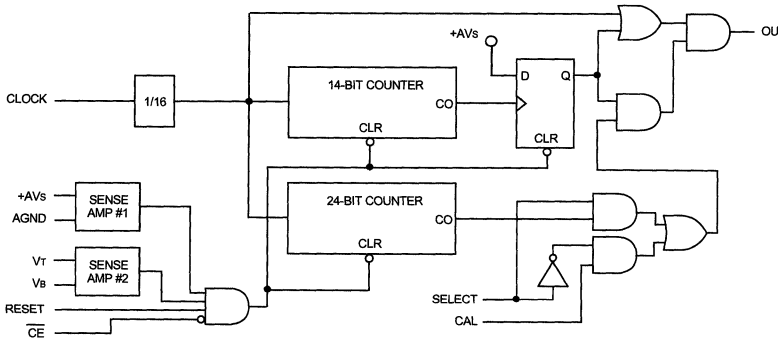 +AVs
OU
D
Q
CLOCK
1/16
14-BIT COUNTER
CO
CLR
CLR
+AVs
AGND
SENSE
AMP #1
24-BIT COUNTER
CO
CLR
VT
VB
SENSE
AMP #2
RESET
CE
SELECT
CAL